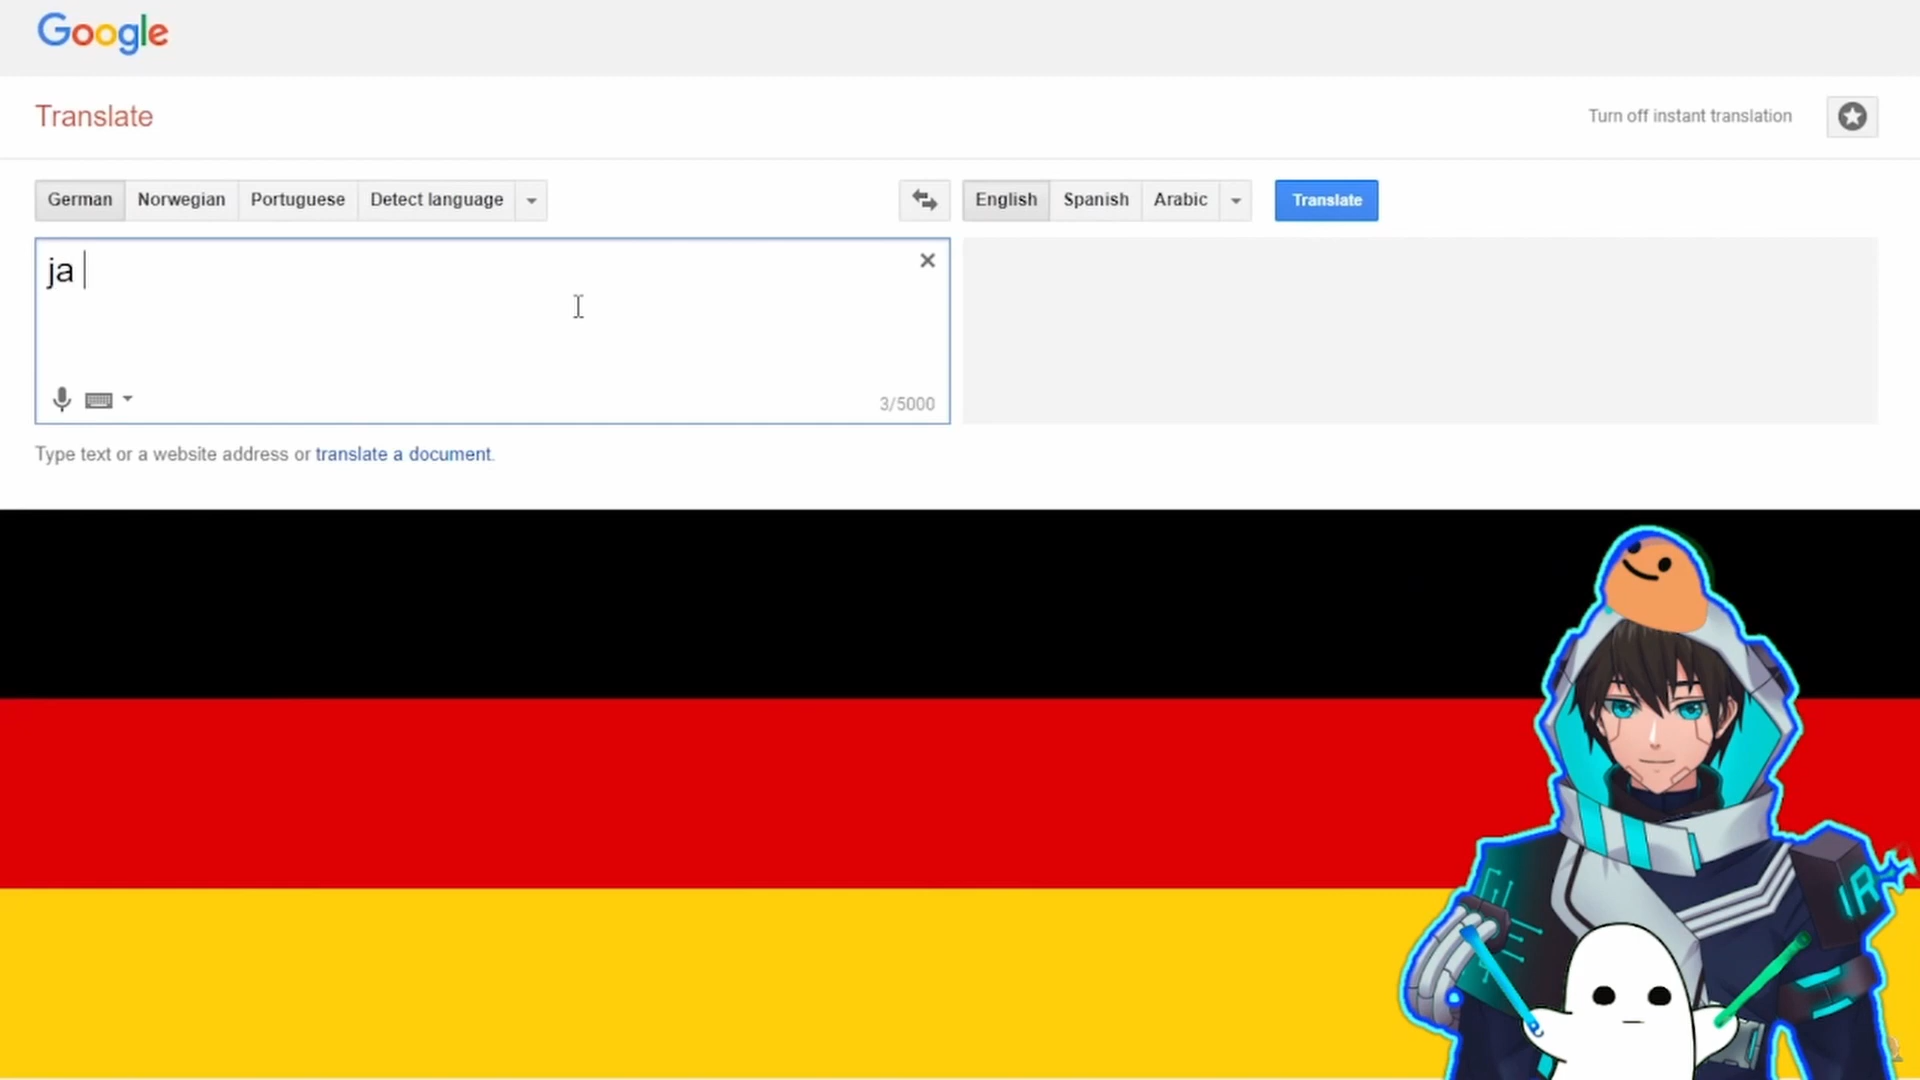 Google
Translate
Turn off instant translation
German Norwegian Portuguese Detect language
English Spanish Arabic Translate
ja
3/5000
Type text or a website address or translate a document.